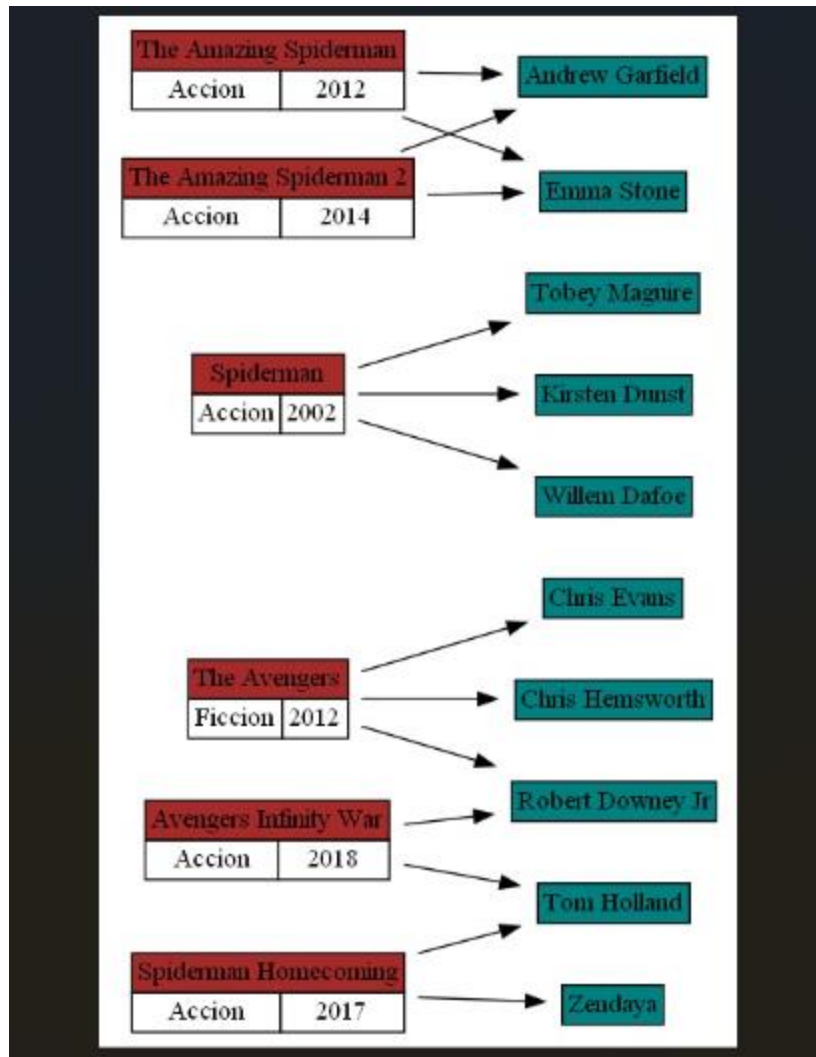 The Amazing Spiderman
Accion 2012
Andrew Garfield
The Amazing Spiderman 2
Accion 2014
Emma Stone
Tobey Maguire
Spiderman
Accion 2002
Kirsten Dunst
Willem Dafoe
Chris Evans
The Avengers
Ficcion 2012
Chris Hemsworth
Robert Downey Jr
Avengers Infinity War
Accion 2018
Tom Holland
Spiderman Homecoming
Accion 2017
Zendaya